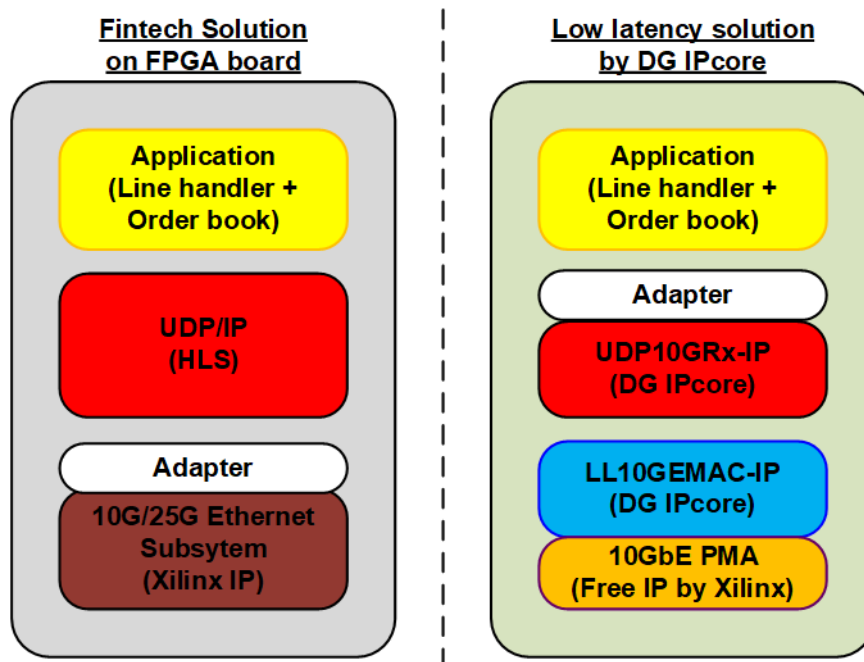 Fintech Solution
on FPGA board
Application
(Line handler +
Order book)
UDP/IP
(HLS)
Adapter
10G/25G Ethernet
Subsytem
(Xilinx IP)
Low latency solution
by DG IPcore
Application
(Line handler +
Order book)
Adapter
UDP10GRx-IP
(DG IPcore)
LL10GEMAC-IP
(DG IPcore)
10GbE PMA
(Free IP by Xilinx)